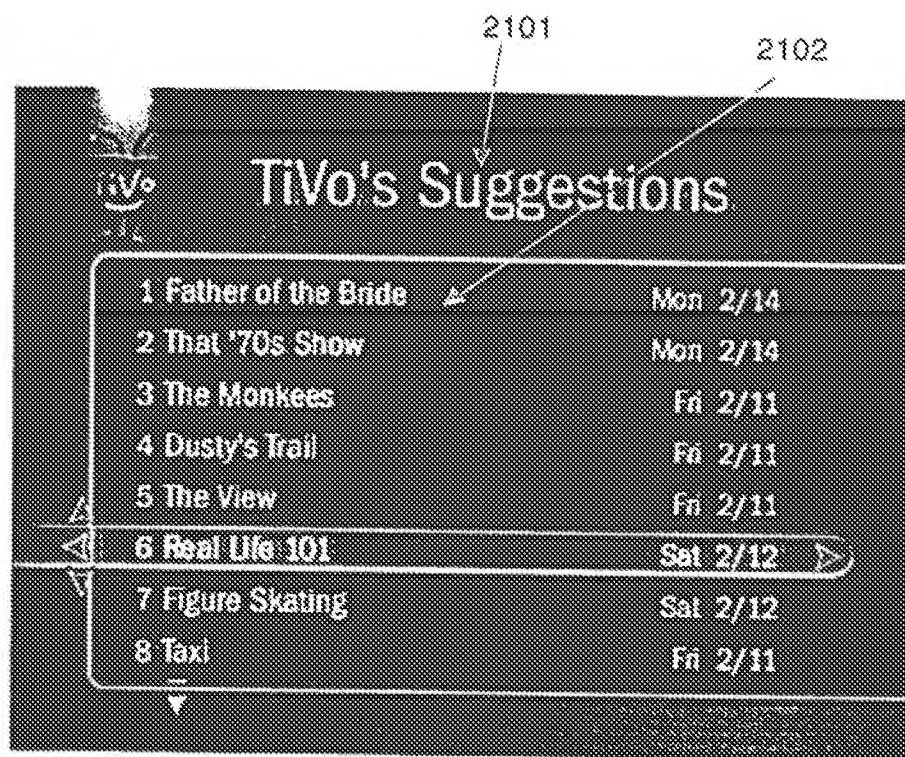 2101
2102
TiVo
TiVo's Suggestions
1 Father of the Bride Mon 2/14
2 That '70s Show Mon 2/14
3 The Monkees Fri 2/11
4 Dusty's Trail Fri 2/11
5 The View Fri 2/11
6 Real Life 101 Sat 2/12
7 Figure Skating Sat 2/12
8 Taxi Fri 2/11